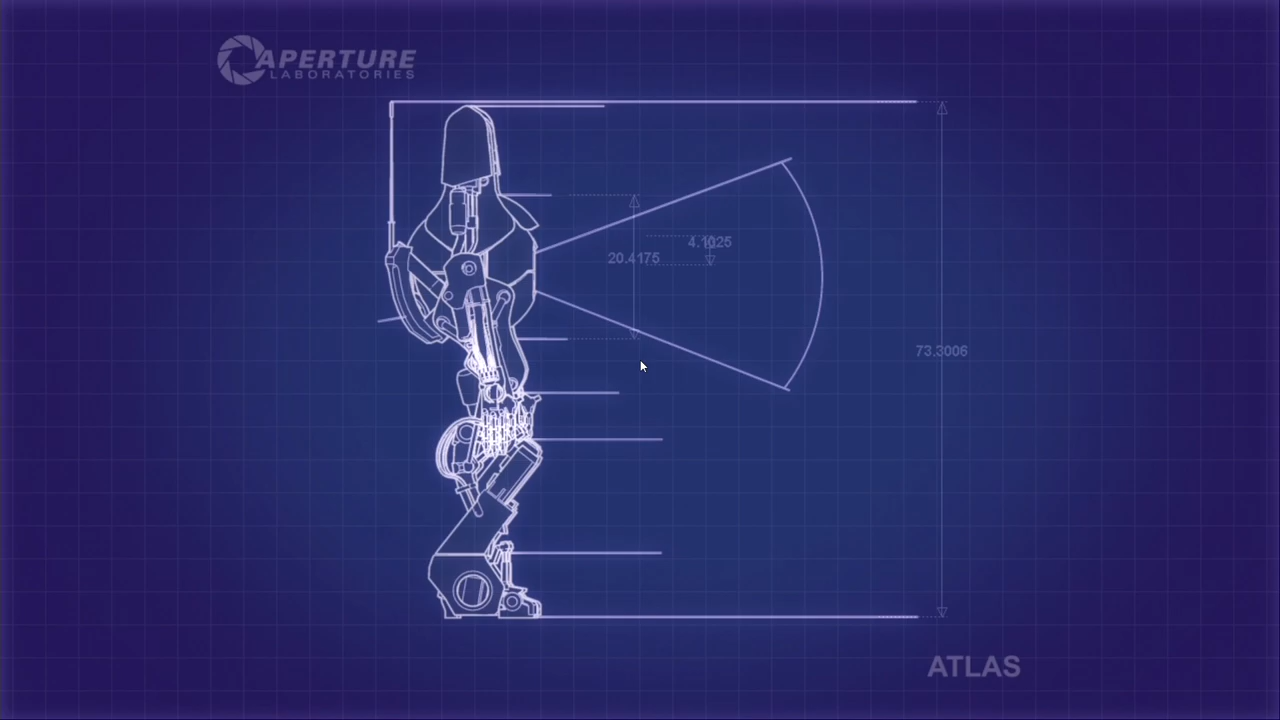 APERTURE
LABORATORIES
4.1025
20.4175
73.3006
ATLAS